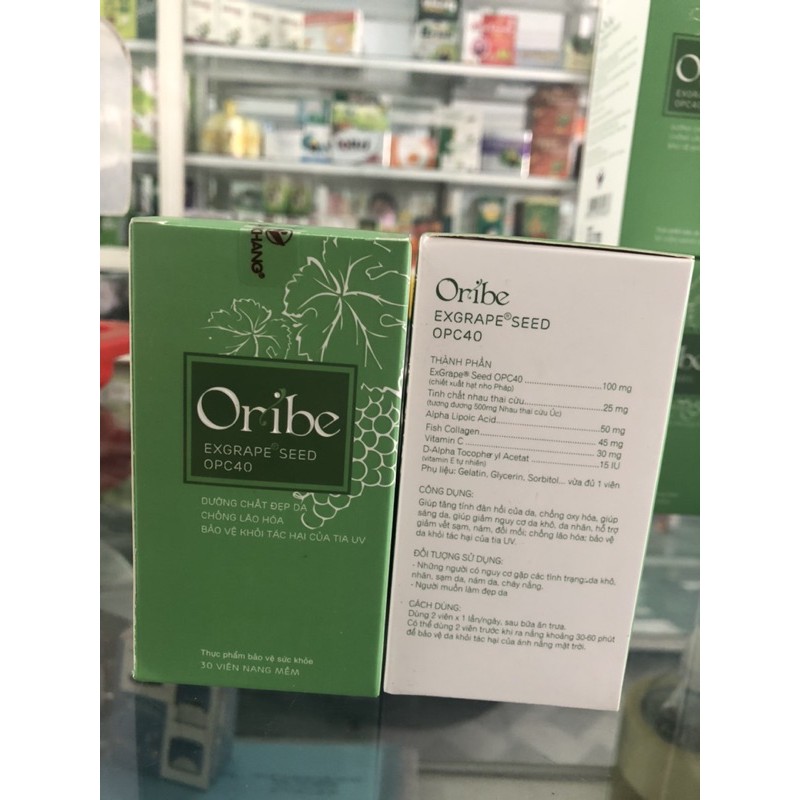 KHANG®
Oribe
EXGRAPE® SEED
OPC40
DƯỠNG CHẤT ĐẸP DA
CHỐNG LÃO HÓA
BẢO VỆ KHỎI TÁC HẠI CỦA TIA UV
Thực phẩm bảo vệ sức khỏe
30 VIÊN NANG MỀM
Oribe
EXGRAPE® SEED
OPC40
THÀNH PHẦN
ExGrape® Seed OPC40 ........................ 100 mg
(chiết xuất hạt nho Pháp)
Tinh chất nhau thai cừu........................ 25 mg
(tương đương 500mg Nhau thai cừu Úc)
Alpha Lipoic Acid........................ 50 mg
Fish Collagen........................ 45 mg
Vitamin C ........................ 30 mg
D-Alpha Tocopher yl Acetat ................ 15 IU
(vitamin E tự nhiên)
Phụ liệu: Gelatin, Glycerin, Sorbitol... vừa đủ 1 viên
CÔNG DỤNG:
Giúp tăng tính đàn hồi của da, chống oxy hóa, giúp
sáng da, giúp giảm nguy cơ da khô, da nhăn, hỗ trợ
giảm vết sạm, nám, đồi mồi; chống lão hóa; bảo vệ
da khỏi tác hại của tia UV.
ĐỐI TƯỢNG SỬ DỤNG:
- Những người có nguy cơ gặp các tình trạng:da khô,
nhăn, sạm da, nám da, cháy nắng.
- Người muốn làm đẹp da
CÁCH DÙNG:
Dùng 2 viên x 1 lần/ngày, sau bữa ăn trưa.
Có thể dùng 2 viên trước khi ra nắng khoảng 30-60 phút
để bảo vệ da khỏi tác hại của ánh nắng mặt trời.